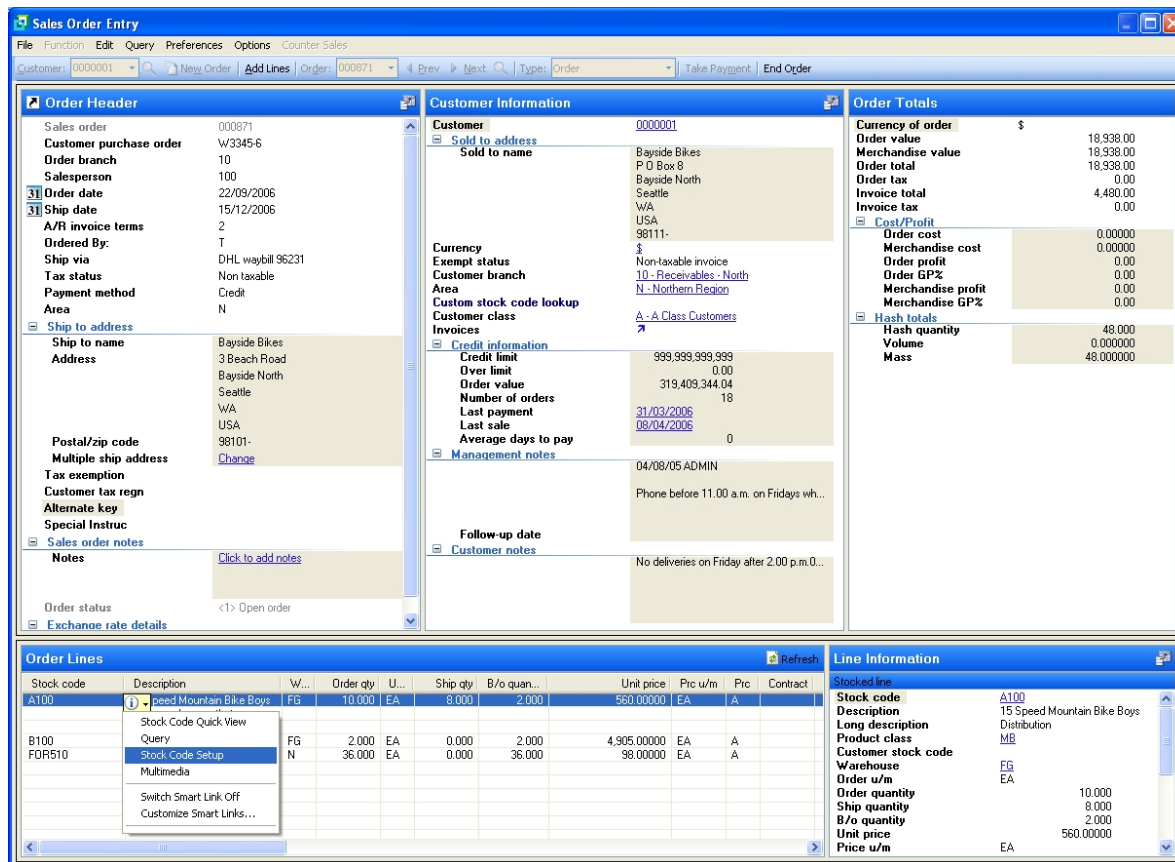 Sales Order Entry
File Function Edit Query Preferences Options Counter Sales
Customer: 0000001 New Order Add Lines Order: 000871 Prev Next Type: Order Take Payment End Order
Order Header
Sales order 000871
Customer purchase order W3345-6
Order branch 10
Salesperson 100
31 Order date 22/09/2006
31 Ship date 15/12/2006
A/R invoice terms 2
Ordered By: T
Ship via DHL waybill 96231
Tax status Non taxable
Payment method Credit
Area N
Ship to address
Ship to name Bayside Bikes
Address 3 Beach Road
Bayside North
Seattle
WA
USA
Postal/zip code 98101-
Multiple ship address Change
Tax exemption
Customer tax regn
Alternate key
Special Instruc
Sales order notes
Notes Click to add notes
Order status <1> Open order
Exchange rate details
Customer Information
Customer 0000001
Sold to address
Sold to name Bayside Bikes
P O Box 8
Bayside North
Seattle
WA
USA
98111-
Currency $
Exempt status Non-taxable invoice
Customer branch 10 - Receivables - North
Area N - Northern Region
Custom stock code lookup
Customer class A - A Class Customers
Invoices
Credit information
Credit limit 999,999,999,999
Over limit 0.00
Order value 319,409,344.04
Number of orders 18
Last payment 31/03/2006
Last sale 08/04/2006
Average days to pay 0
Management notes
04/08/05 ADMIN
Phone before 11.00 a.m. on Fridays wh...
Follow-up date
Customer notes
No deliveries on Friday after 2.00 p.m.0...
Order Totals
Currency of order $
Order value 18,938.00
Merchandise value 18,938.00
Order total 18,938.00
Order tax 0.00
Invoice total 4,480.00
Invoice tax 0.00
Cost/Profit
Order cost 0.00000
Merchandise cost 0.00000
Order profit 0.00
Order GP% 0.00
Merchandise profit 0.00
Merchandise GP% 0.00
Hash totals
Hash quantity 48.000
Volume 0.000000
Mass 48.000000
Order Lines Refresh
Stock code Description W... Order qty U... Ship qty B/o quan... Unit price Prc u/m Prc Contract
A100 peed Mountain Bike Boys FG 10.000 EA 8.000 2.000 560.00000 EA A
B100 FG 2.000 EA 0.000 2.000 4,905.00000 EA A
FOR510 N 36.000 EA 0.000 36.000 98.00000 EA A
Stock Code Quick View
Query
Stock Code Setup
Multimedia
Switch Smart Link Off
Customize Smart Links...
Line Information
Stocked line
Stock code A100
Description 15 Speed Mountain Bike Boys
Long description Distribution
Product class MB
Customer stock code
Warehouse FG
Order u/m EA
Order quantity 10.000
Ship quantity 8.000
B/o quantity 2.000
Unit price 560.00000
Price u/m EA